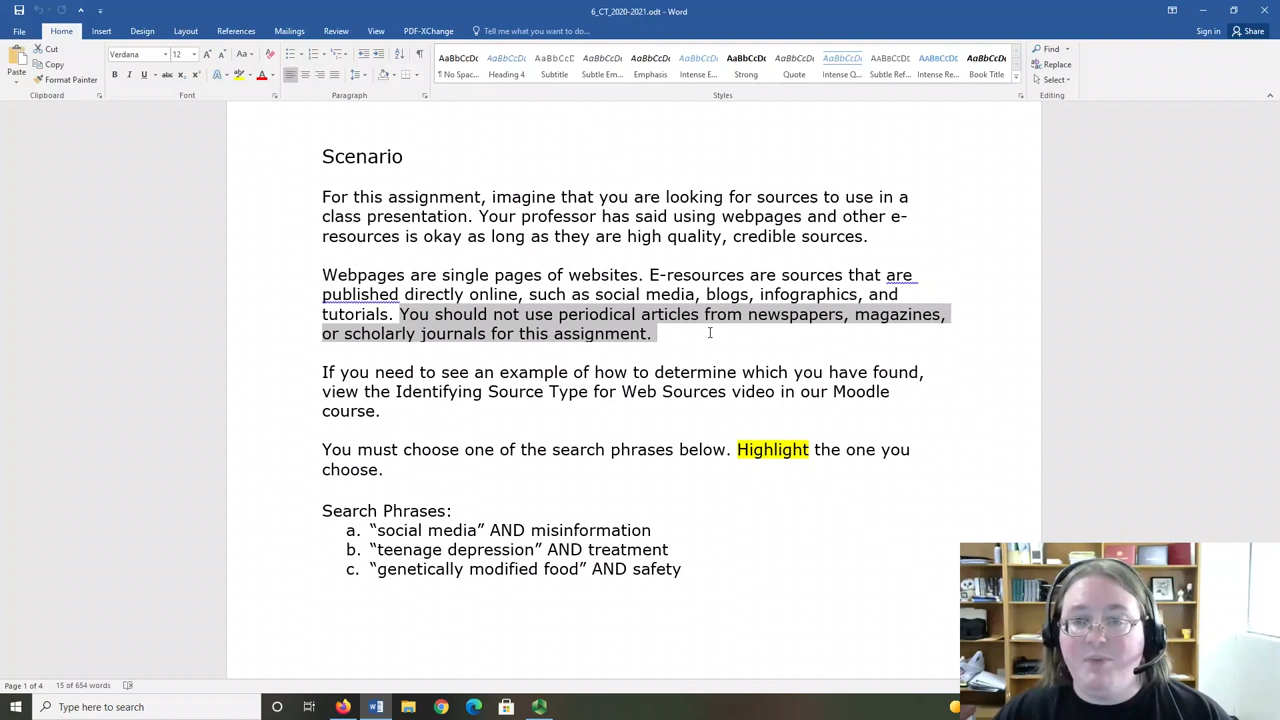 6_CT_2020-2021.odt - Word
Sign in
Share
File
Home
Insert
Design
Layout
References
Mailings
Review
View
PDF-XChange
Tell me what you want to do...
Paste
Cut
Copy
Format Painter
Clipboard
Verdana
12
Font
Paragraph
AaBbCcDc
¶ No Spac...
AaBbCcDc
Heading 4
AaBbCcDc
Subtitle
AaBbCcDc
Subtle Em...
AaBbCcDc
Emphasis
AaBbCcDc
Intense E...
AaBbCcDc
Strong
AaBbCcDc
Quote
AaBbCcDc
Intense Q...
AaBbCcDc
Subtle Ref...
AaBbCcDc
Intense Re...
AaBbCcDc
Book Title
Styles
Find
Replace
Select
Editing
Scenario
For this assignment, imagine that you are looking for sources to use in a
class presentation. Your professor has said using webpages and other e-
resources is okay as long as they are high quality, credible sources.
Webpages are single pages of websites. E-resources are sources that are
published directly online, such as social media, blogs, infographics, and
tutorials. You should not use periodical articles from newspapers, magazines,
or scholarly journals for this assignment.
If you need to see an example of how to determine which you have found,
view the Identifying Source Type for Web Sources video in our Moodle
course.
You must choose one of the search phrases below. Highlight the one you
choose.
Search Phrases:
a. “social media” AND misinformation
b. “teenage depression” AND treatment
c. “genetically modified food” AND safety
Page 1 of 4
15 of 654 words
Type here to search